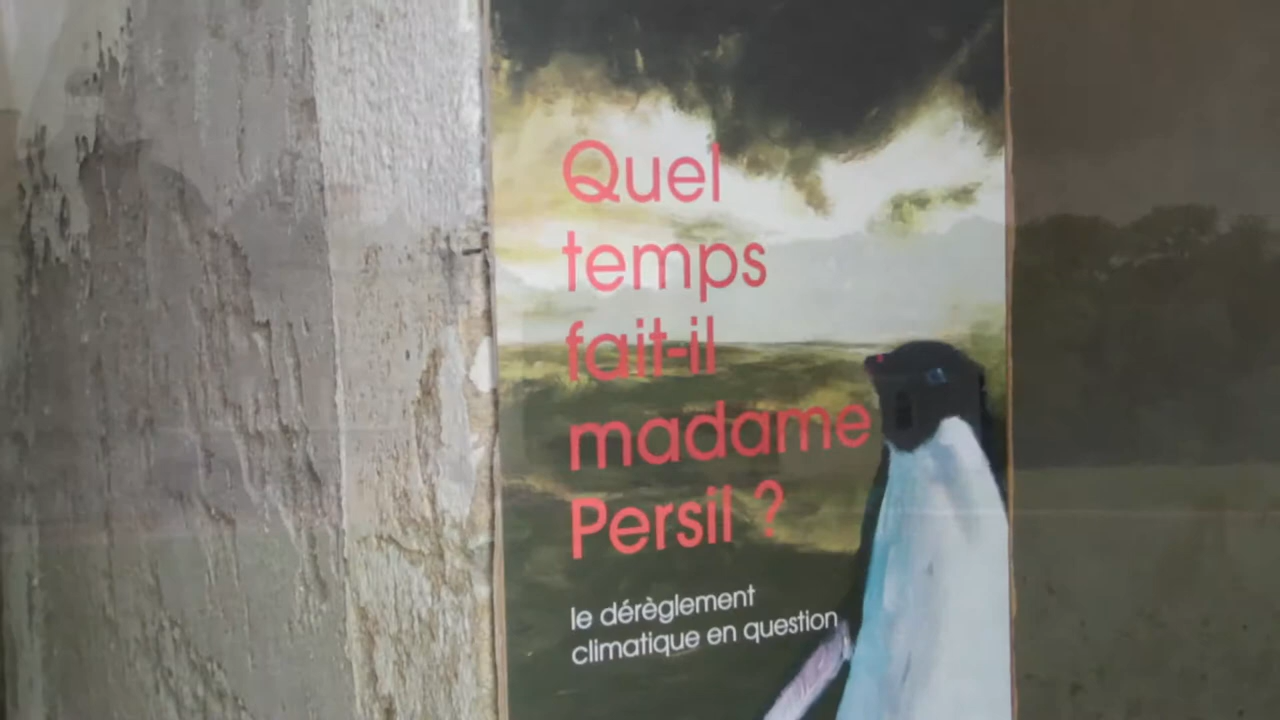 Quel
temps
fait-il
madame
Persil ?
le dérèglement
climatique en question